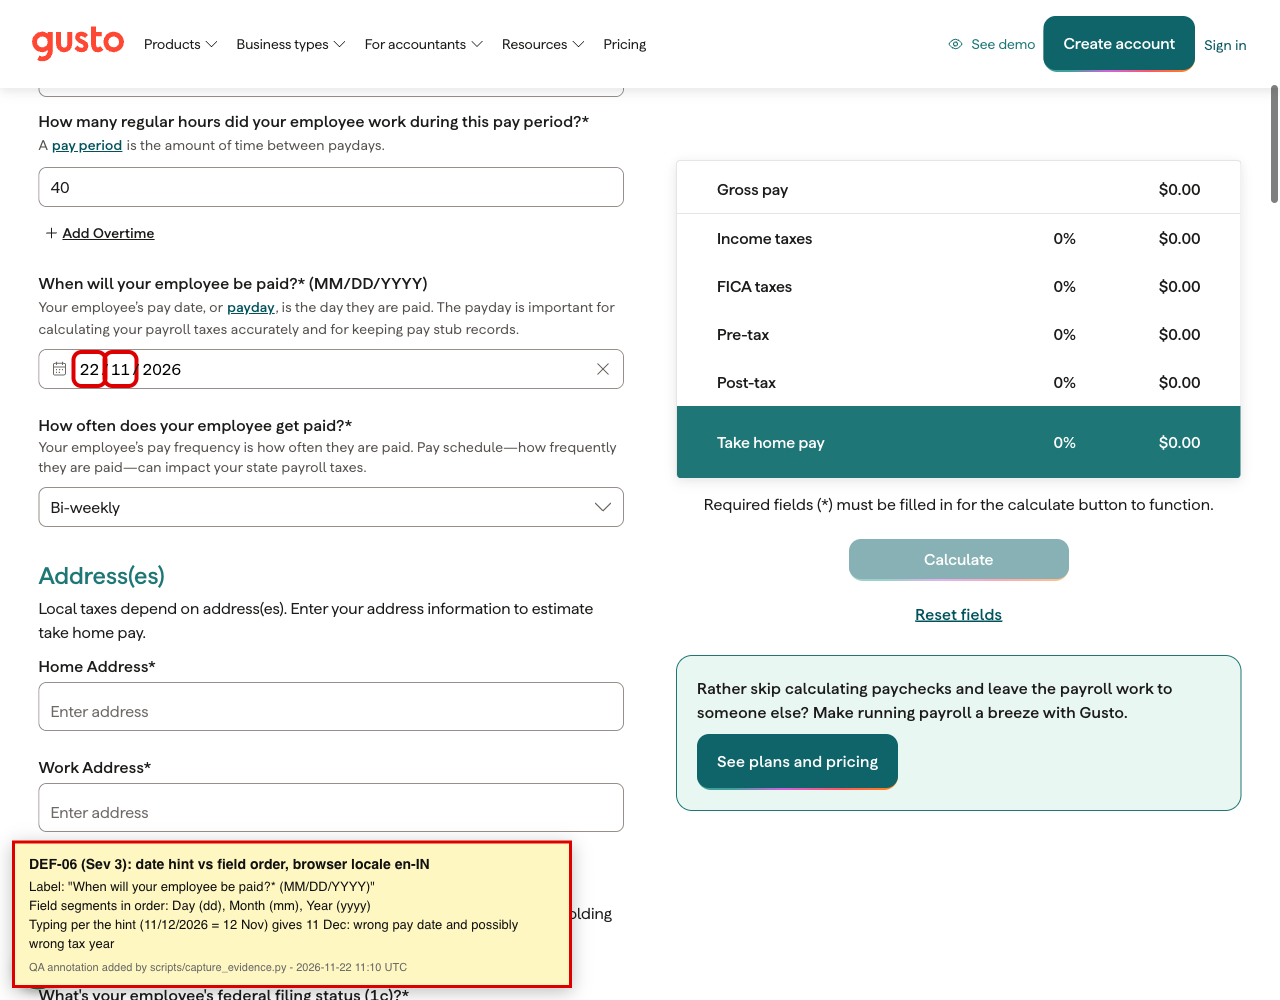 gusto
Products
Business types
For accountants
Resources
Pricing
See demo
Create account
Sign in
How many regular hours did your employee work during this pay period?*
A pay period is the amount of time between paydays.
40
+ Add Overtime
When will your employee be paid?* (MM/DD/YYYY)
Your employee's pay date, or payday, is the day they are paid. The payday is important for
calculating your payroll taxes accurately and for keeping pay stub records.
22/11/2026
How often does your employee get paid?*
Your employee's pay frequency is how often they are paid. Pay schedule—how frequently
they are paid—can impact your state payroll taxes.
Bi-weekly
Address(es)
Local taxes depend on address(es). Enter your address information to estimate
take home pay.
Home Address*
Enter address
Work Address*
Enter address
DEF-06 (Sev 3): date hint vs field order, browser locale en-IN
Label: "When will your employee be paid?* (MM/DD/YYYY)"
Field segments in order: Day (dd), Month (mm), Year (yyyy)
Typing per the hint (11/12/2026 = 12 Nov) gives 11 Dec: wrong pay date and possibly
wrong tax year
QA annotation added by scripts/capture_evidence.py - 2026-11-22 11:10 UTC
olding
What's your employee's federal filing status (1c)?*
Gross pay $0.00
Income taxes 0% $0.00
FICA taxes 0% $0.00
Pre-tax 0% $0.00
Post-tax 0% $0.00
Take home pay 0% $0.00
Required fields (*) must be filled in for the calculate button to function.
Calculate
Reset fields
Rather skip calculating paychecks and leave the payroll work to
someone else? Make running payroll a breeze with Gusto.
See plans and pricing